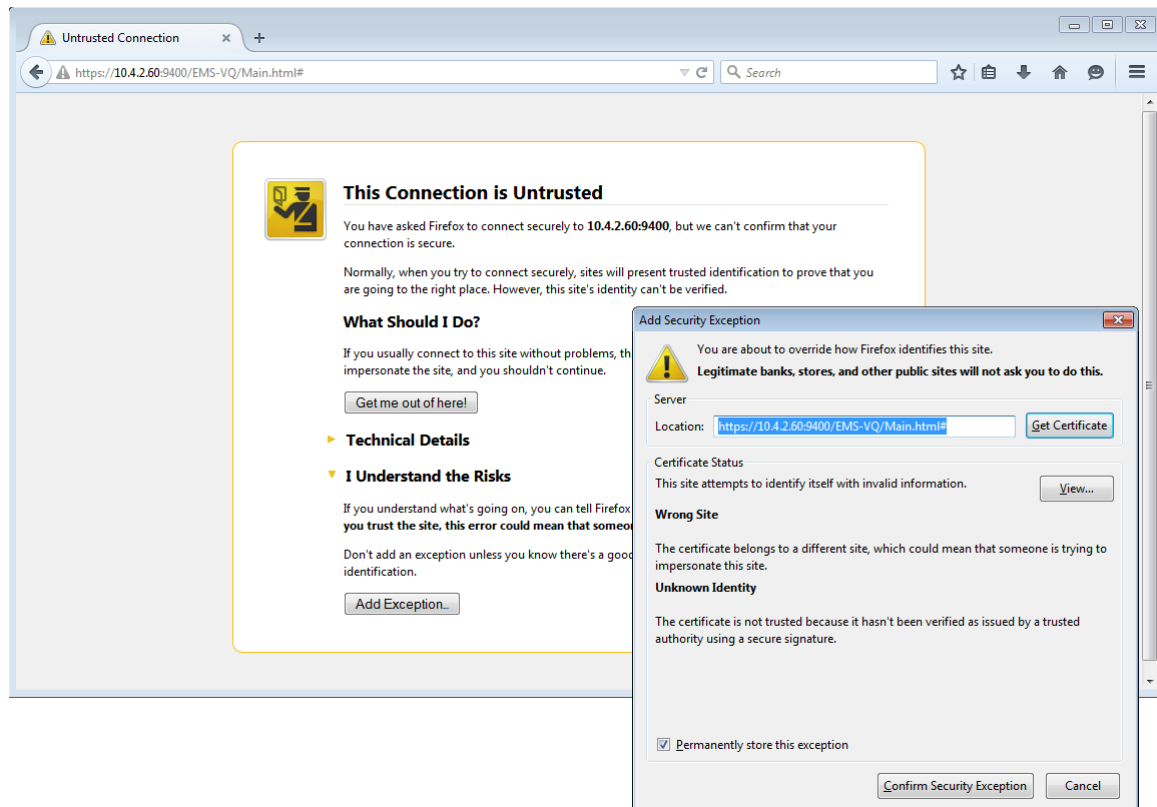 Untrusted Connection
https://10.4.2.60:9400/EMS-VQ/Main.html#
Search
This Connection is Untrusted
You have asked Firefox to connect securely to 10.4.2.60:9400, but we can't confirm that your
connection is secure.
Normally, when you try to connect securely, sites will present trusted identification to prove that you
are going to the right place. However, this site's identity can't be verified.
What Should I Do?
If you usually connect to this site without problems, th
impersonate the site, and you shouldn't continue.
Get me out of here!
Technical Details
I Understand the Risks
If you understand what's going on, you can tell Firefox
you trust the site, this error could mean that someo
Don't add an exception unless you know there's a good
identification.
Add Exception...
Add Security Exception
You are about to override how Firefox identifies this site.
Legitimate banks, stores, and other public sites will not ask you to do this.
Server
Location:
https://10.4.2.60:9400/EMS-VQ/Main.html#
Get Certificate
Certificate Status
This site attempts to identify itself with invalid information.
View...
Wrong Site
The certificate belongs to a different site, which could mean that someone is trying to
impersonate this site.
Unknown Identity
The certificate is not trusted because it hasn't been verified as issued by a trusted
authority using a secure signature.
Permanently store this exception
Confirm Security Exception
Cancel